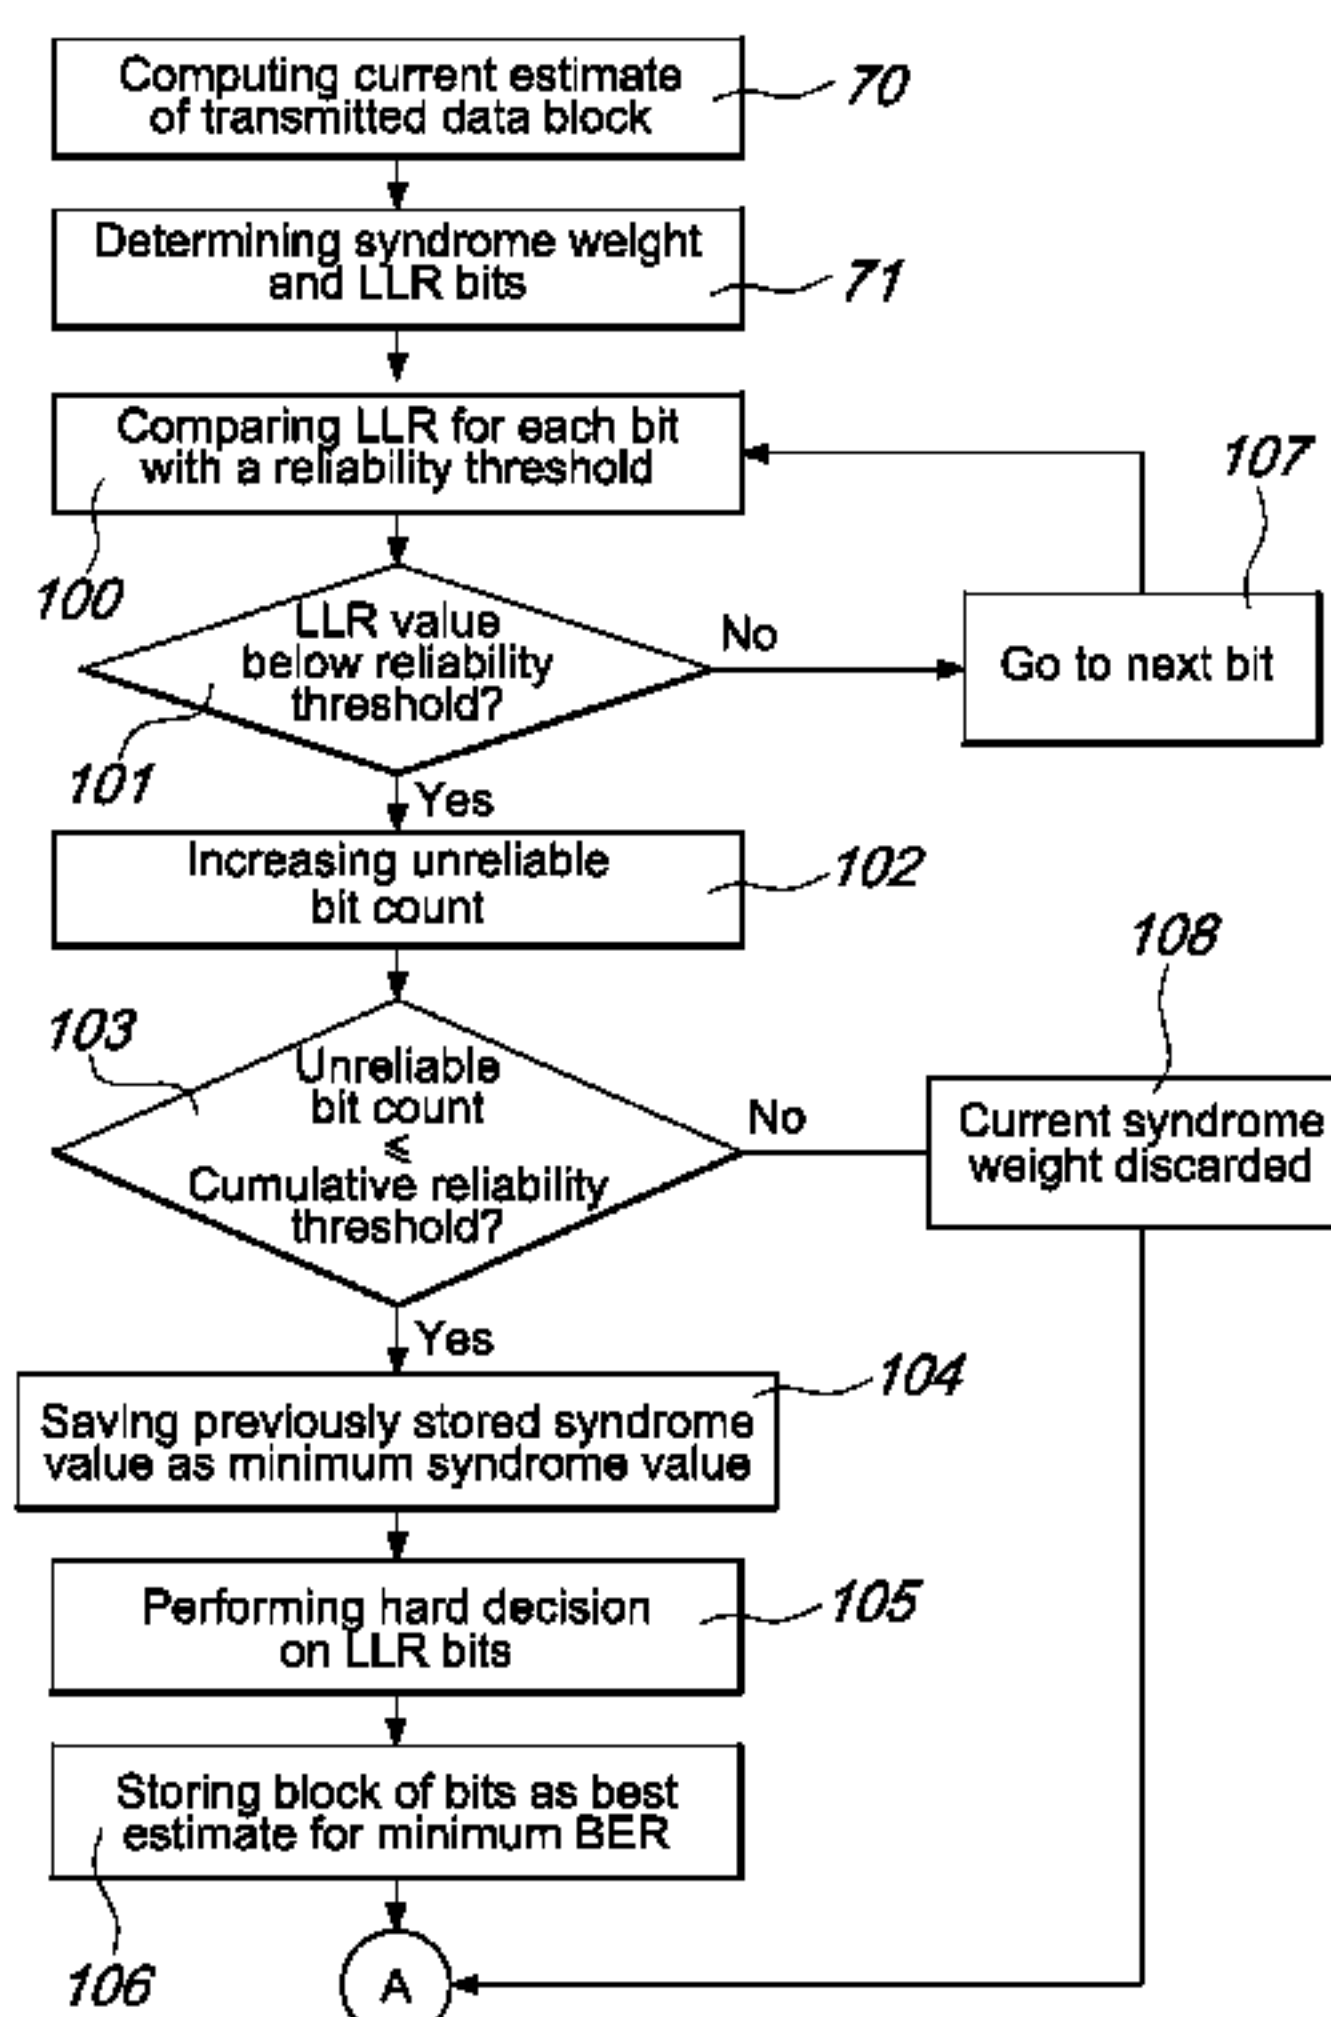 Computing current estimate
of transmitted data block
70
Determining syndrome weight
and LLR bits
71
Comparing LLR for each bit
with a reliability threshold
100
107
LLR value
below reliability
threshold?
101
No
Go to next bit
Yes
Increasing unreliable
bit count
102
103
Unreliable
bit count
≤
Cumulative reliability
threshold?
No
108
Current syndrome
weight discarded
Yes
Saving previously stored syndrome
value as minimum syndrome value
104
Performing hard decision
on LLR bits
105
Storing block of bits as best
estimate for minimum BER
106
A